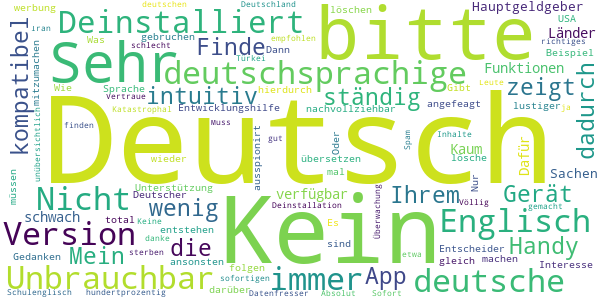 werbung
deutschen
Deutschland
löschen
Hauptgeldgeber
Deinstalliert
bitte
iran
Was
gebruchen
schlecht
empfohlen
USA
Länder
Sehr
Finde
Dann
Türkei
richtiges
Beispiel
kompatibel
mitzumachen
Wie
Sprache
deutschsprachige
Funktionen
Vertraue
hierdurch
Gibt
Leute
Katastrophal
intuitiv
ständig
zeigt
Entwicklungshilfe
nachvollziehbar
angefeagt
lustiger
ja
dadurch
unübersichtlich
Deutsch
Muss
finden
ausspioniert
gut
Oder
Spam
Inhalte
Kaum
lösche
Dafür
wieder
übersetzen
mal
Sachen
müssen
Nicht
Unterstützung
Deutscher
wenig
verfügbar
Kein
Überwachung
Ihrem
Nur
Gerät
schwach
total
Keine
Deinstallation
Völlig
gemacht
Englisch
Version
entstehen
danke
Es
die
sind
Entscheider
Handy
Gedanken
Mein
sterben
ansonsten
gleich
machen
Interesse
Unbrauchbar
immer
folgen
sofortigen
App
etwa
deutsche
darüber
Schulenglisch
hundertprozentig
Datenfresser
Absolut
Sofort